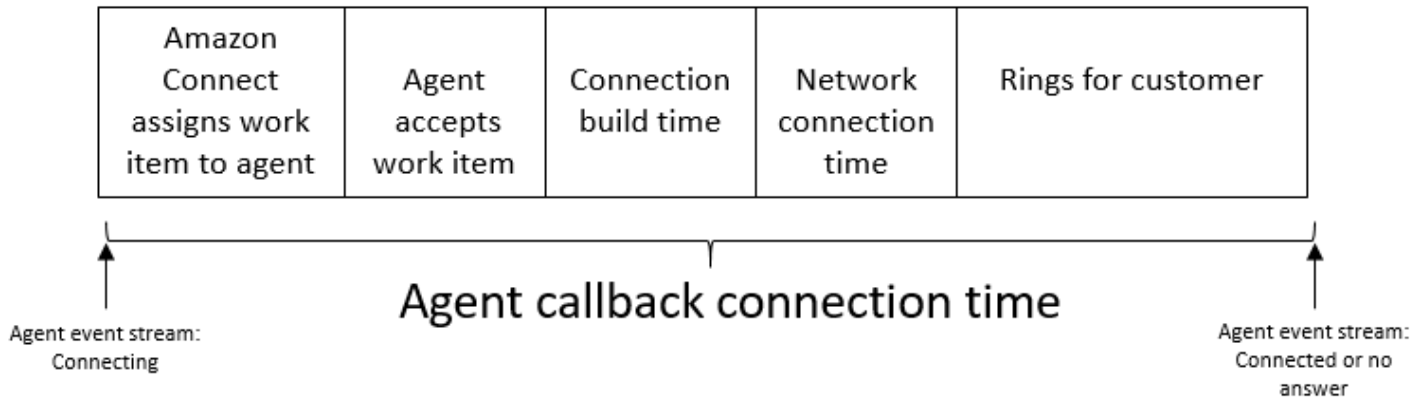 Amazon
Connect
assigns work
item to agent
Agent
accepts
work item
Connection
build time
Network
connection
time
Rings for customer
Agent callback connection time
Agent event stream:
Connecting
Agent event stream:
Connected or no
answer